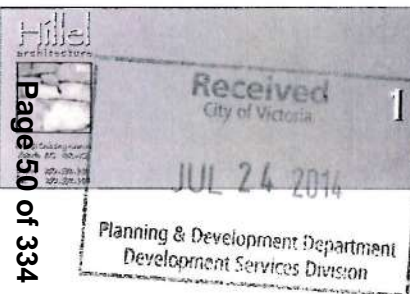 Hillel
architecture
Received
City of Victoria
1
JUL 24 2014
Planning & Development Department
Development Services Division
Page 50 of 334